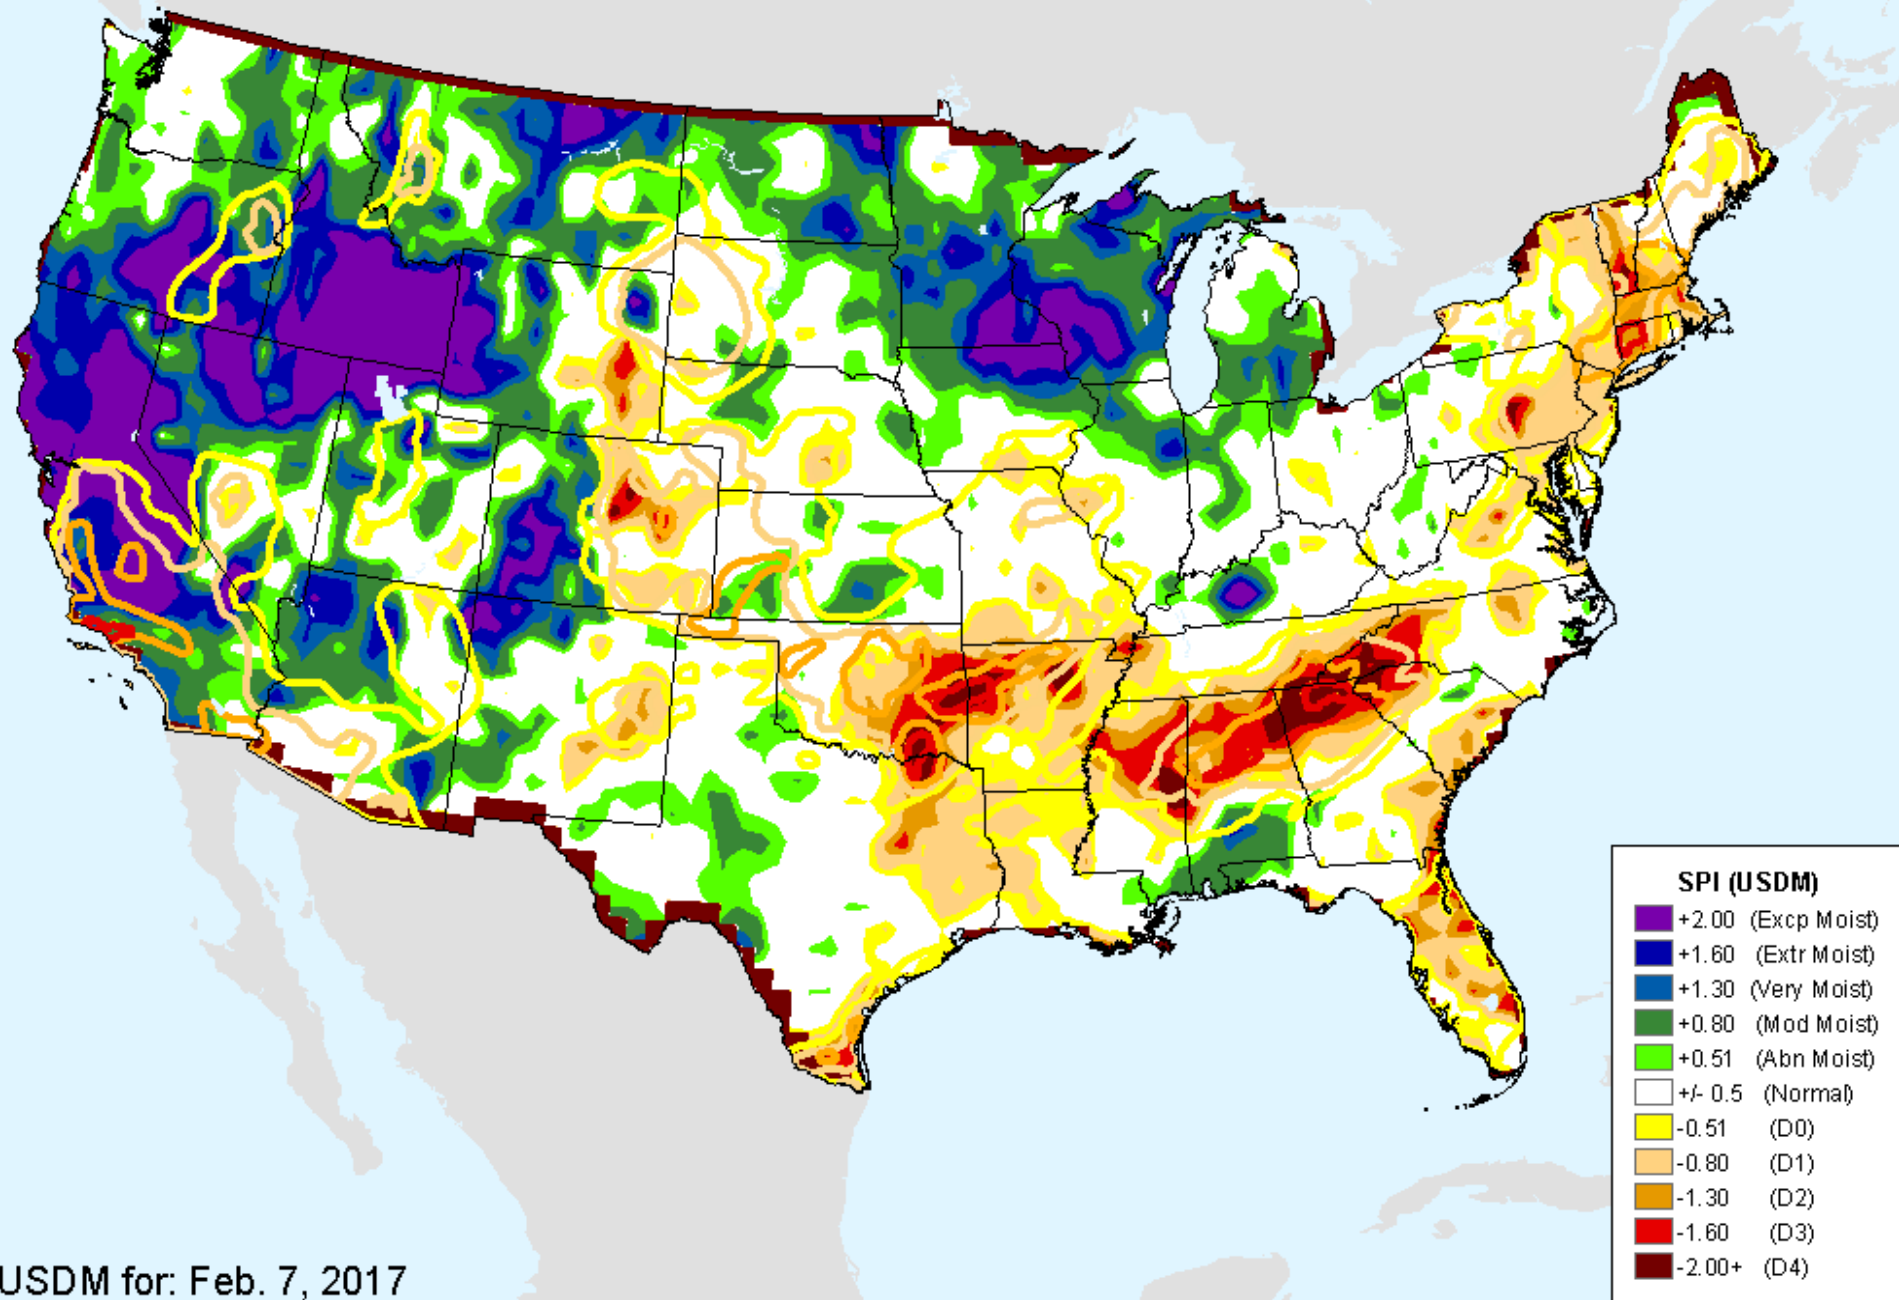 SPI (USDM)
+2.00 (Excp Moist)
+1.60 (Extr Moist)
+1.30 (Very Moist)
+0.80 (Mod Moist)
+0.51 (Abn Moist)
+/- 0.5 (Normal)
-0.51 (D0)
-0.80 (D1)
-1.30 (D2)
-1.60 (D3)
-2.00+ (D4)
USDM for: Feb. 7, 2017